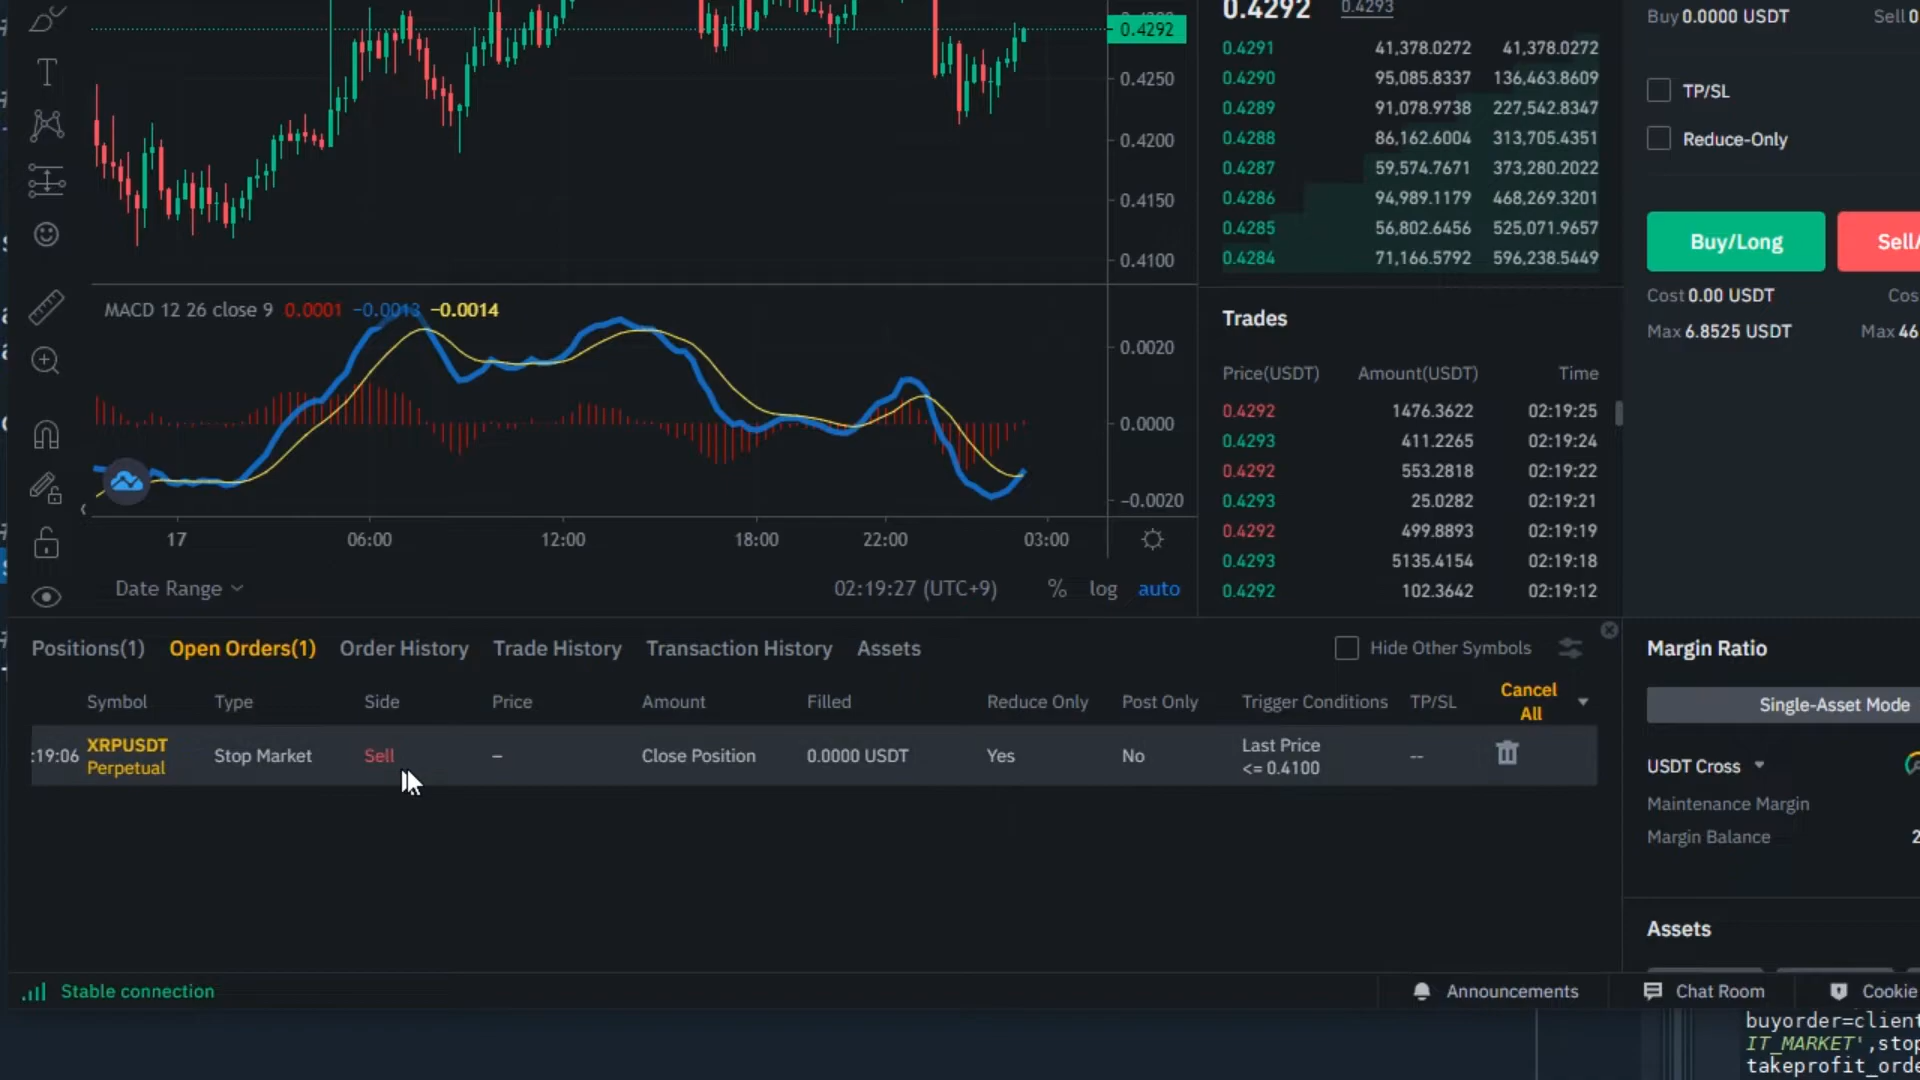 0.4292 0.4293
0.4292
0.4250
0.4200
0.4150
0.4100
0.4291 41,378.0272 41,378.0272
0.4290 95,085.8337 136,463.8609
0.4289 91,078.9738 227,542.8347
0.4288 86,162.6004 313,705.4351
0.4287 59,574.7671 373,280.2022
0.4286 94,989.1179 468,269.3201
0.4285 56,802.6456 525,071.9657
0.4284 71,166.5792 596,238.5449
Buy 0.0000 USDT Sell 0
TP/SL
Reduce-Only
Buy/Long Sell/
Cost 0.00 USDT Cos
Max 6.8525 USDT Max 46
MACD 12 26 close 9 0.0001 −0.0013 −0.0014
0.0020
0.0000
−0.0020
17 06:00 12:00 18:00 22:00 03:00
Date Range 02:19:27 (UTC+9) % log auto
Trades
Price(USDT) Amount(USDT) Time
0.4292 1476.3622 02:19:25
0.4293 411.2265 02:19:24
0.4292 553.2818 02:19:22
0.4293 25.0282 02:19:21
0.4292 499.8893 02:19:19
0.4293 5135.4154 02:19:18
0.4292 102.3642 02:19:12
Positions(1) Open Orders(1) Order History Trade History Transaction History Assets Hide Other Symbols
Symbol Type Side Price Amount Filled Reduce Only Post Only Trigger Conditions TP/SL Cancel All
:19:06 XRPUSDT Perpetual Stop Market Sell – Close Position 0.0000 USDT Yes No Last Price <= 0.4100 --
Margin Ratio
Single-Asset Mode
USDT Cross
Maintenance Margin
Margin Balance 2
Assets
Stable connection Announcements Chat Room Cookie
buyorder=client
IT_MARKET',stop
takeprofit_orde